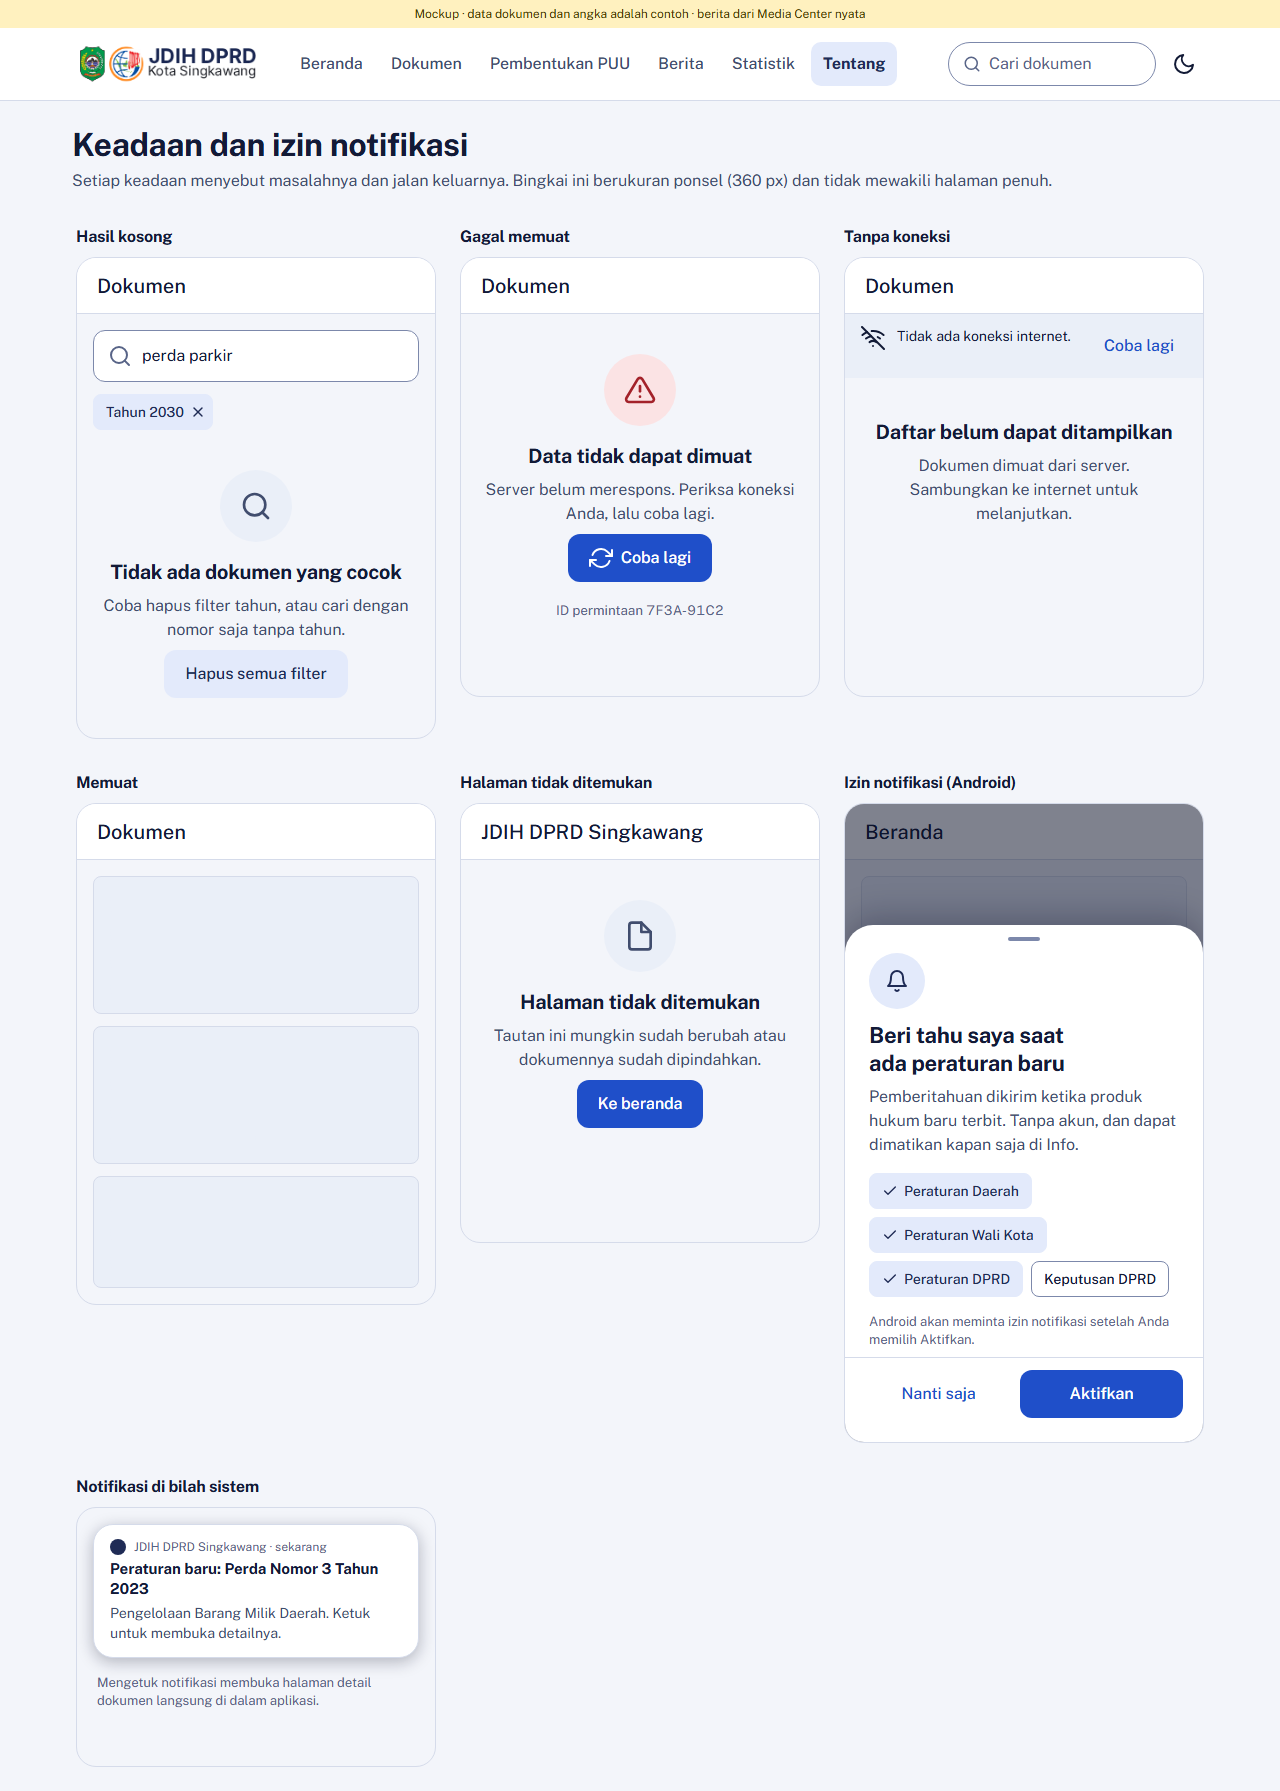 Mockup · data dokumen dan angka adalah contoh · berita dari Media Center nyata
JDIH DPRD
Kota Singkawang
Beranda
Dokumen
Pembentukan PUU
Berita
Statistik
Tentang
Cari dokumen
Keadaan dan izin notifikasi
Setiap keadaan menyebut masalahnya dan jalan keluarnya. Bingkai ini berukuran ponsel (360 px) dan tidak mewakili halaman penuh.
Hasil kosong
Dokumen
perda parkir
Tahun 2030
Tidak ada dokumen yang cocok
Coba hapus filter tahun, atau cari dengan
nomor saja tanpa tahun.
Hapus semua filter
Gagal memuat
Dokumen
Data tidak dapat dimuat
Server belum merespons. Periksa koneksi
Anda, lalu coba lagi.
Coba lagi
ID permintaan 7F3A-91C2
Tanpa koneksi
Dokumen
Tidak ada koneksi internet.
Coba lagi
Daftar belum dapat ditampilkan
Dokumen dimuat dari server.
Sambungkan ke internet untuk
melanjutkan.
Memuat
Dokumen
Halaman tidak ditemukan
JDIH DPRD Singkawang
Halaman tidak ditemukan
Tautan ini mungkin sudah berubah atau
dokumennya sudah dipindahkan.
Ke beranda
Izin notifikasi (Android)
Beranda
Beri tahu saya saat
ada peraturan baru
Pemberitahuan dikirim ketika produk
hukum baru terbit. Tanpa akun, dan dapat
dimatikan kapan saja di Info.
Peraturan Daerah
Peraturan Wali Kota
Peraturan DPRD
Keputusan DPRD
Android akan meminta izin notifikasi setelah Anda
memilih Aktifkan.
Nanti saja
Aktifkan
Notifikasi di bilah sistem
JDIH DPRD Singkawang · sekarang
Peraturan baru: Perda Nomor 3 Tahun
2023
Pengelolaan Barang Milik Daerah. Ketuk
untuk membuka detailnya.
Mengetuk notifikasi membuka halaman detail
dokumen langsung di dalam aplikasi.